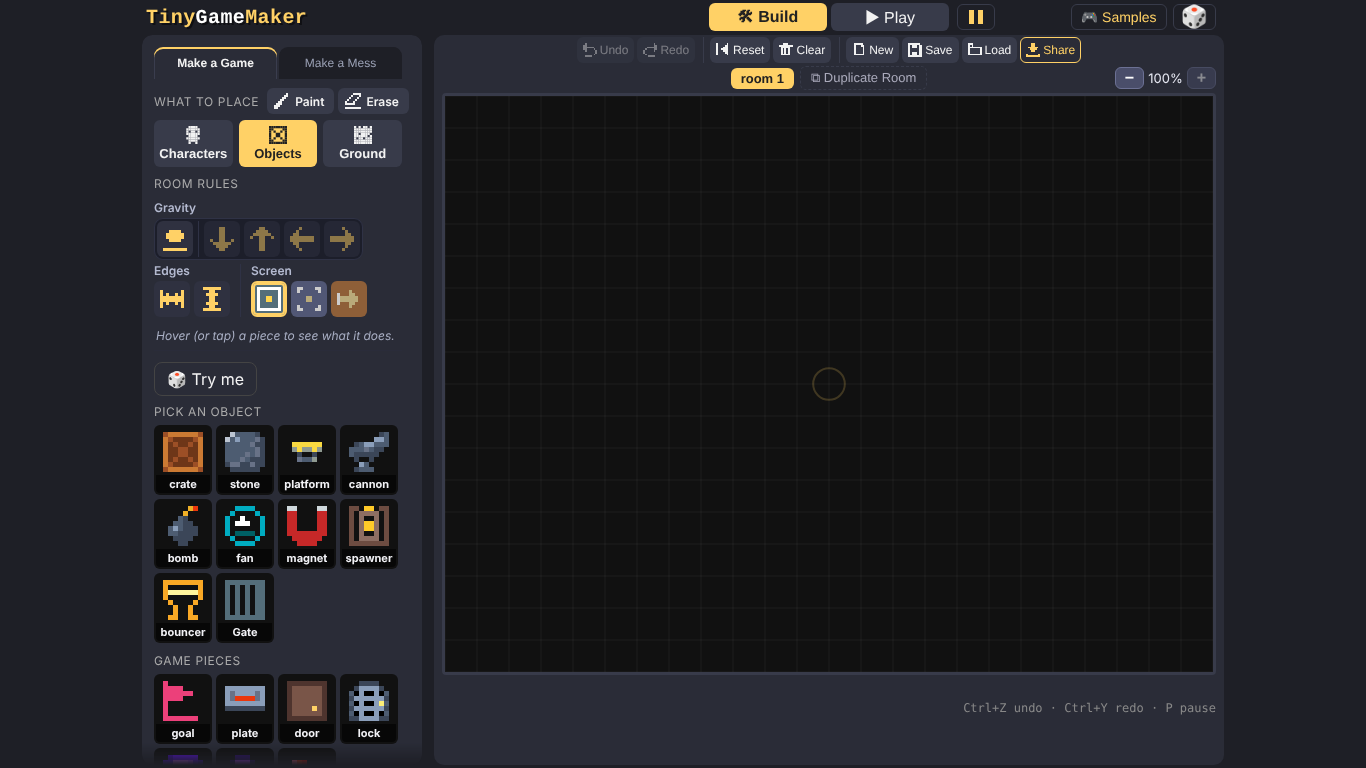 TinyGameMaker
🛠 Build
▶ Play
🎮 Samples
Make a Game
Make a Mess
Undo
Redo
Reset
Clear
New
Save
Load
Share
room 1
⧉ Duplicate Room
− 100% +
WHAT TO PLACE
Paint
Erase
Characters
Objects
Ground
ROOM RULES
Gravity
Edges
Screen
Hover (or tap) a piece to see what it does.
🎲 Try me
PICK AN OBJECT
crate
stone
platform
cannon
bomb
fan
magnet
spawner
bouncer
Gate
GAME PIECES
goal
plate
door
lock
Ctrl+Z undo · Ctrl+Y redo · P pause